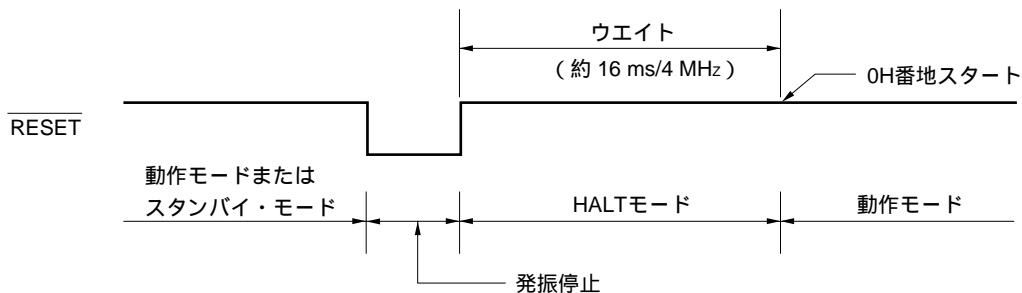 ウエイト
（約 16 ms/4 MHz）
0H番地スタート
RESET
動作モードまたは
スタンバイ・モード
HALTモード
動作モード
発振停止